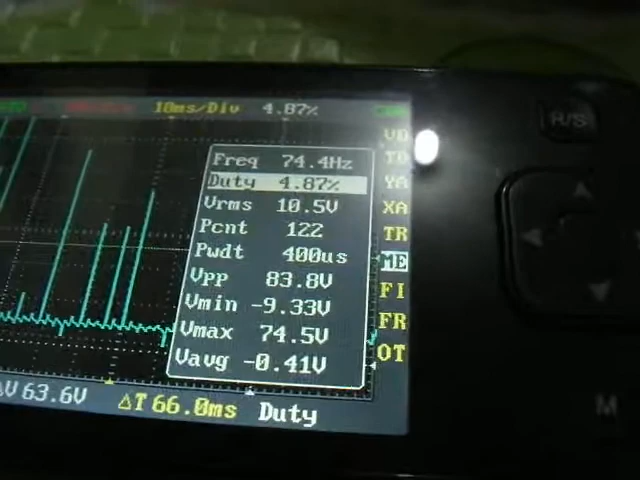 10ms/Div 4.87%
R/S
VD
TD
YA
XA
TR
ME
FI
FR
OT
Freq 74.4Hz
Duty 4.87%
Vrms 10.5V
Pcnt 122
Pwdt 400us
Vpp 83.8V
Vmin -9.33V
Vmax 74.5V
Vavg -0.41V
ΔV 63.6V ΔT 66.0ms Duty
M